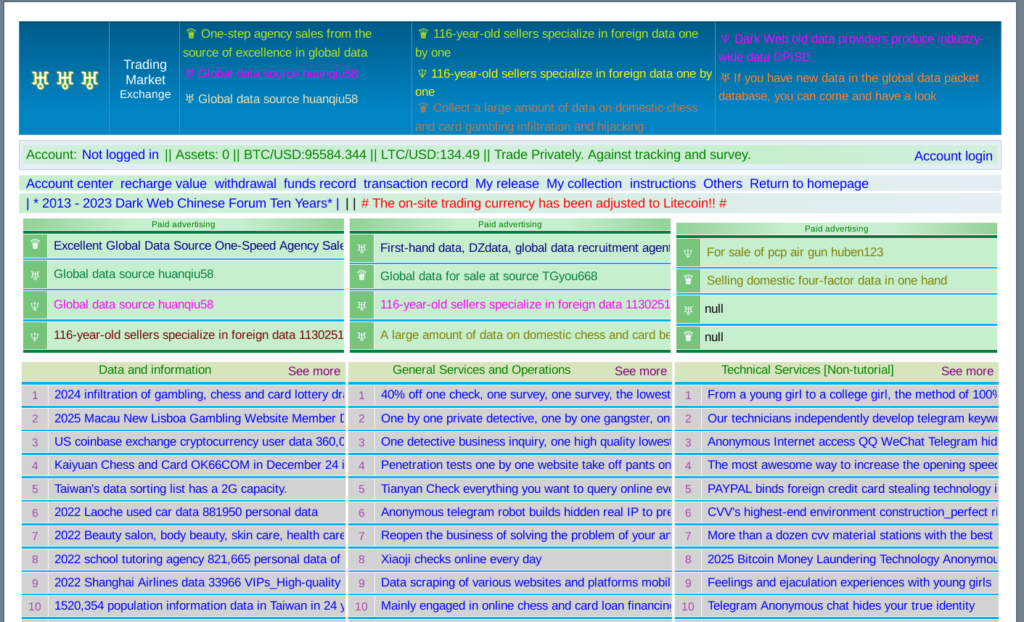 Trading
Market
Exchange
One-step agency sales from the
source of excellence in global data
Global data source huanqiu58
Global data source huanqiu58
116-year-old sellers specialize in foreign data one
by one
116-year-old sellers specialize in foreign data one by
one
Collect a large amount of data on domestic chess
and card gambling infiltration and hijacking
Dark Web old data providers produce industry-
wide data DPISD
If you have new data in the global data packet
database, you can come and have a look
Account: Not logged in || Assets: 0 || BTC/USD:95584.344 || LTC/USD:134.49 || Trade Privately. Against tracking and survey.
Account login
Account center recharge value withdrawal funds record transaction record My release My collection instructions Others Return to homepage
| * 2013 - 2023 Dark Web Chinese Forum Ten Years* | | | # The on-site trading currency has been adjusted to Litecoin!! #
Paid advertising
Excellent Global Data Source One-Speed Agency Sale
Global data source huanqiu58
Global data source huanqiu58
116-year-old sellers specialize in foreign data 1130251
Paid advertising
First-hand data, DZdata, global data recruitment agent
Global data for sale at source TGyou668
116-year-old sellers specialize in foreign data 1130251
A large amount of data on domestic chess and card be
Paid advertising
For sale of pcp air gun huben123
Selling domestic four-factor data in one hand
null
null
Data and information See more
1 2024 infiltration of gambling, chess and card lottery dr
2 2025 Macau New Lisboa Gambling Website Member
3 US coinbase exchange cryptocurrency user data 360,0
4 Kaiyuan Chess and Card OK66COM in December 24 i
5 Taiwan's data sorting list has a 2G capacity.
6 2022 Laoche used car data 881950 personal data
7 2022 Beauty salon, body beauty, skin care, health care
8 2022 school tutoring agency 821,665 personal data of
9 2022 Shanghai Airlines data 33966 VIPs_High-quality
10 1520,354 population information data in Taiwan in 24 y
General Services and Operations See more
1 40% off one check, one survey, one survey, the lowest
2 One by one private detective, one by one gangster, on
3 One detective business inquiry, one high quality lowest
4 Penetration tests one by one website take off pants on
5 Tianyan Check everything you want to query online eve
6 Anonymous telegram robot builds hidden real IP to pre
7 Reopen the business of solving the problem of your an
8 Xiaoji checks online every day
9 Data scraping of various websites and platforms mobil
10 Mainly engaged in online chess and card loan financin
Technical Services [Non-tutorial] See more
1 From a young girl to a college girl, the method of 100%
2 Our technicians independently develop telegram keyw
3 Anonymous Internet access QQ WeChat Telegram hid
4 The most awesome way to increase the opening speed
5 PAYPAL binds foreign credit card stealing technology i
6 CVV's highest-end environment construction_perfect ri
7 More than a dozen cvv material stations with the best
8 2025 Bitcoin Money Laundering Technology Anonymou
9 Feelings and ejaculation experiences with young girls
10 Telegram Anonymous chat hides your true identity